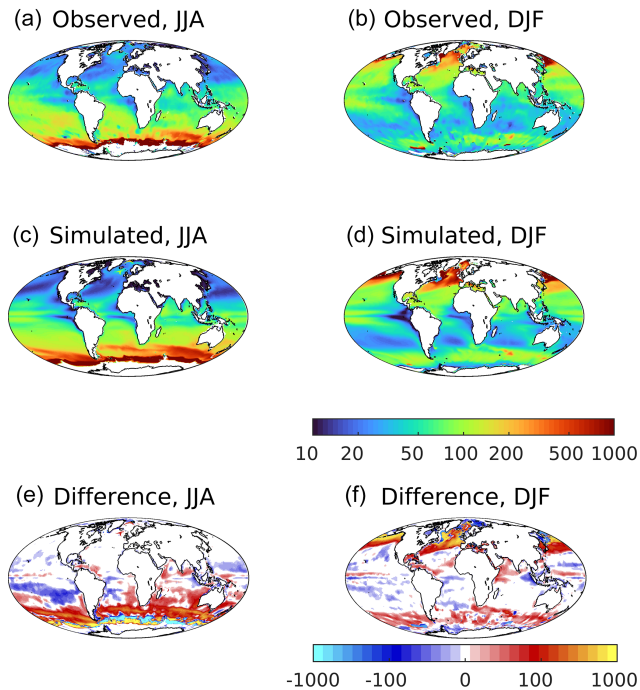 (a) Observed, JJA
(b) Observed, DJF
(c) Simulated, JJA
(d) Simulated, DJF
10 20 50 100 200 500 1000
(e) Difference, JJA
(f) Difference, DJF
-1000 -100 0 100 1000